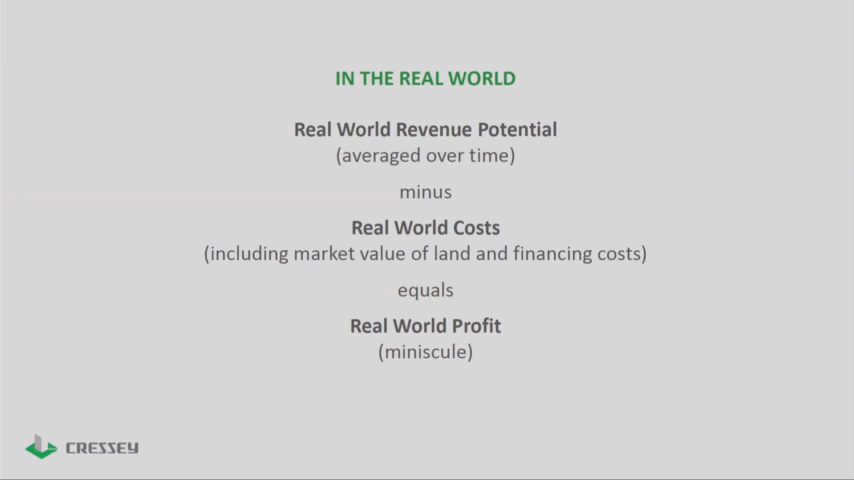 IN THE REAL WORLD
Real World Revenue Potential
(averaged over time)
minus
Real World Costs
(including market value of land and financing costs)
equals
Real World Profit
(miniscule)
CRESSEY